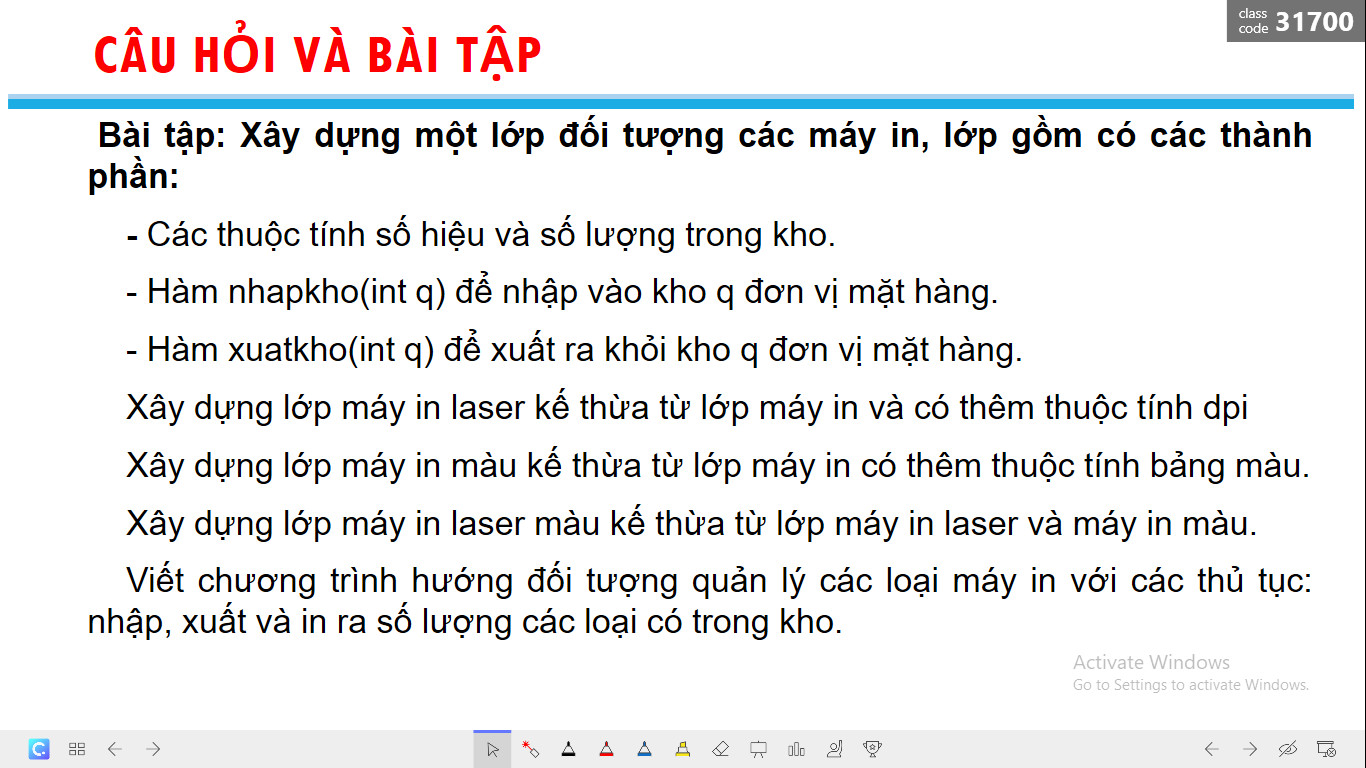 class
code 31700
CÂU HỎI VÀ BÀI TẬP
Bài tập: Xây dựng một lớp đối tượng các máy in, lớp gồm có các thành
phần:
- Các thuộc tính số hiệu và số lượng trong kho.
- Hàm nhapkho(int q) để nhập vào kho q đơn vị mặt hàng.
- Hàm xuatkho(int q) để xuất ra khỏi kho q đơn vị mặt hàng.
Xây dựng lớp máy in laser kế thừa từ lớp máy in và có thêm thuộc tính dpi
Xây dựng lớp máy in màu kế thừa từ lớp máy in có thêm thuộc tính bảng màu.
Xây dựng lớp máy in laser màu kế thừa từ lớp máy in laser và máy in màu.
Viết chương trình hướng đối tượng quản lý các loại máy in với các thủ tục:
nhập, xuất và in ra số lượng các loại có trong kho.
Activate Windows
Go to Settings to activate Windows.